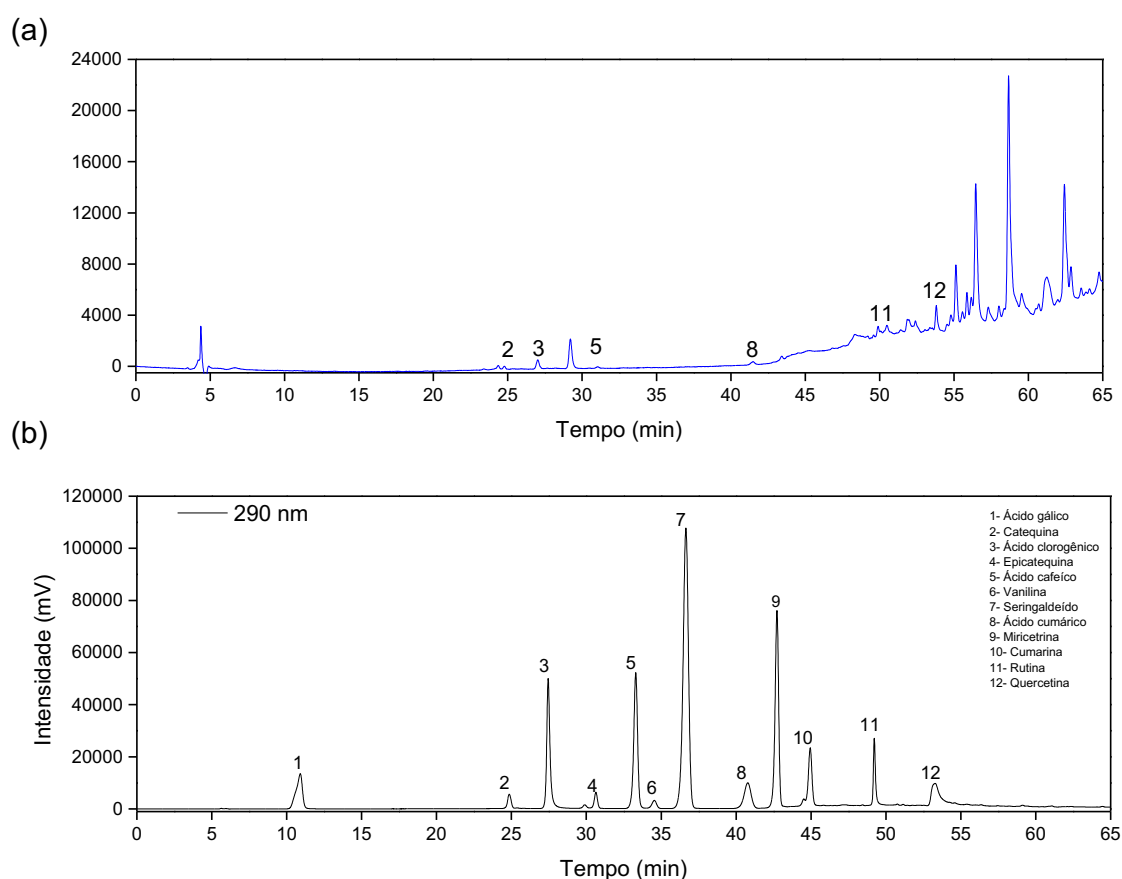 (a)
24000
20000
16000
12000
8000
4000
0
2
3
5
8
11
12
0 5 10 15 20 25 30 35 40 45 50 55 60 65
Tempo (min)
(b)
Intensidade (mV)
120000
100000
80000
60000
40000
20000
0
290 nm
1
2
3
4
5
6
7
8
9
10
11
12
1- Ácido gálico
2- Catequina
3- Ácido clorogênico
4- Epicatequina
5- Ácido cafeíco
6- Vanilina
7- Seringaldeído
8- Ácido cumárico
9- Miricetrina
10- Cumarina
11- Rutina
12- Quercetina
0 5 10 15 20 25 30 35 40 45 50 55 60 65
Tempo (min)